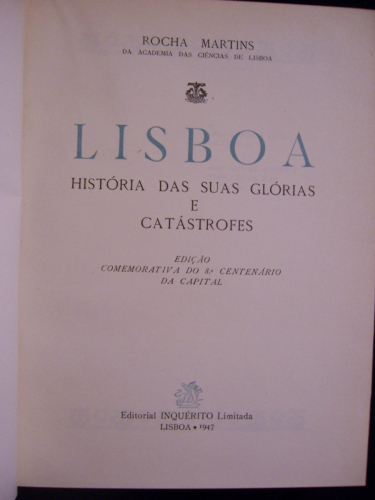 ROCHA MARTINS
DA ACADEMIA DAS CIÊNCIAS DE LISBOA
LISBOA
HISTÓRIA DAS SUAS GLÓRIAS
E
CATÁSTROFES
EDIÇÃO
COMEMORATIVA DO 8.º CENTENÁRIO
DA CAPITAL
Editorial INQUÉRITO Limitada
LISBOA • 1947